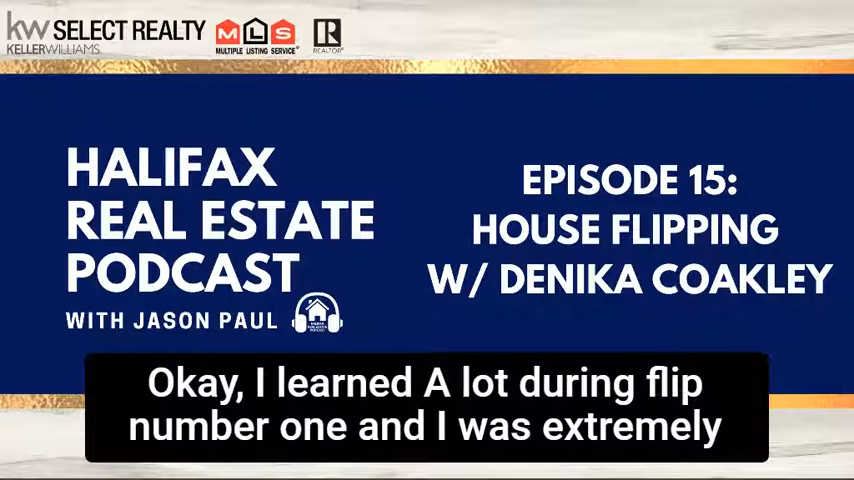 kw SELECT REALTY
KELLERWILLIAMS.
MLS
MULTIPLE LISTING SERVICE®
R
REALTOR®
HALIFAX
REAL ESTATE
PODCAST
WITH JASON PAUL
EPISODE 15:
HOUSE FLIPPING
W/ DENIKA COAKLEY
Okay, I learned A lot during flip
number one and I was extremely